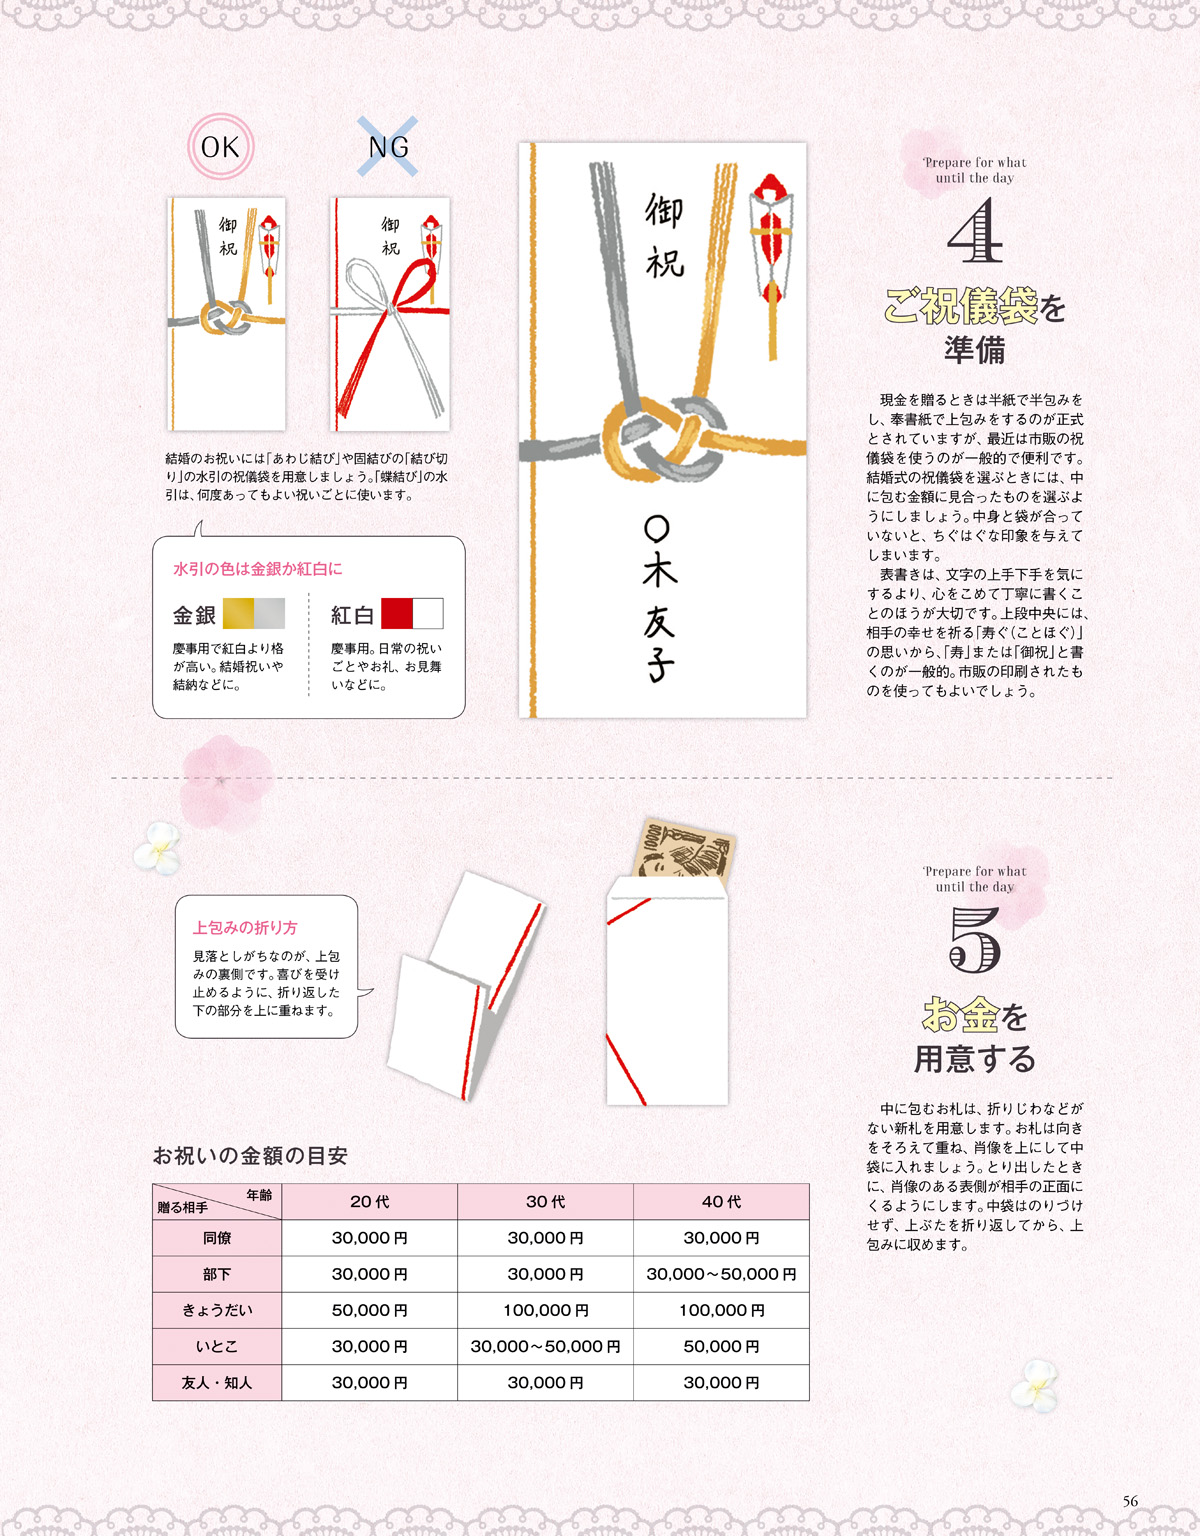 Prepare for what
until the day
4
ご祝儀袋を
準備
現金を贈るときは半紙で半包みを
し、奉書紙で上包みをするのが正式
とされていますが、最近は市販の祝
儀袋を使うのが一般的で便利です。
結婚式の祝儀袋を選ぶときには、中
に包む金額に見合ったものを選ぶよ
うにしましょう。中身と袋が合って
いないと、ちぐはぐな印象を与えて
しまいます。
表書きは、文字の上手下手を気に
するより、心をこめて丁寧に書くこ
とのほうが大切です。上段中央には、
相手の幸せを祈る「寿ぐ(ことほぐ)」
の思いから、「寿」または「御祝」と書
くのが一般的。市販の印刷されたも
のを使ってもよいでしょう。
OK
NG
御祝
御祝
御祝
〇木友子
結婚のお祝いには「あわじ結び」や固結びの「結び切
り」の水引の祝儀袋を用意しましょう。「蝶結び」の水
引は、何度あってもよい祝いごとに使います。
水引の色は金銀か紅白に
金銀
慶事用で紅白より格
が高い。結婚祝いや
結納などに。
紅白
慶事用。日常の祝い
ごとやお礼、お見舞
いなどに。
Prepare for what
until the day
5
お金を
用意する
中に包むお札は、折りじわなどが
ない新札を用意します。お札は向き
をそろえて重ね、肖像を上にして中
袋に入れましょう。とり出したとき
に、肖像のある表側が相手の正面に
くるようにします。中袋はのりづけ
せず、上ぶたを折り返してから、上
包みに収めます。
上包みの折り方
見落としがちなのが、上包
みの裏側です。喜びを受け
止めるように、折り返した
下の部分を上に重ねます。
10000
お祝いの金額の目安
年齢
贈る相手 20代 30代 40代
同僚 30,000円 30,000円 30,000円
部下 30,000円 30,000円 30,000～50,000円
きょうだい 50,000円 100,000円 100,000円
いとこ 30,000円 30,000～50,000円 50,000円
友人・知人 30,000円 30,000円 30,000円
56